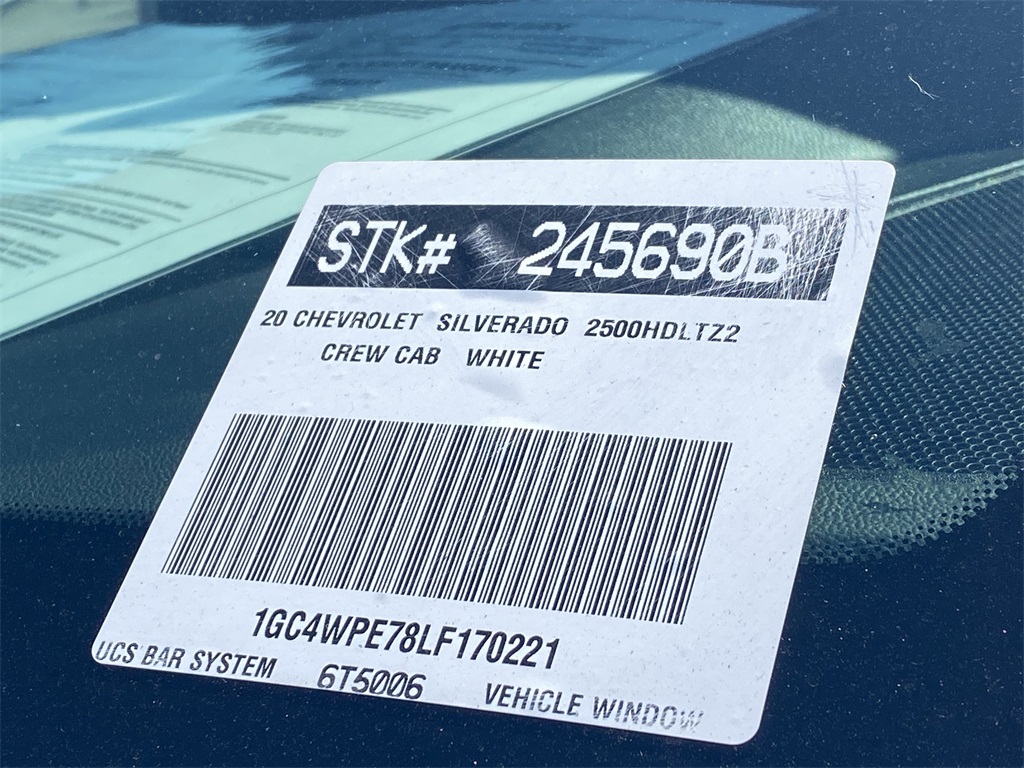 STK# 245690B
20 CHEVROLET SILVERADO 2500HDLTZ2
CREW CAB WHITE
1GC4WPE78LF170221
UCS BAR SYSTEM 6T5006 VEHICLE WINDOW